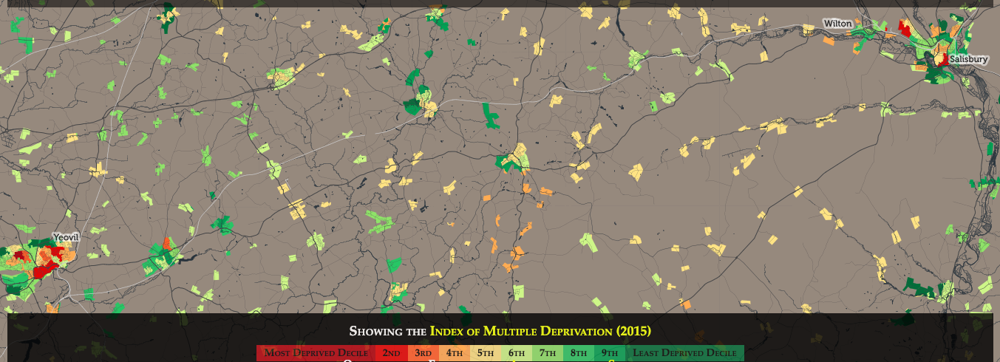 Wilton
Salisbury
Yeovil
Showing the Index of Multiple Deprivation (2015)
Most Deprived Decile 2nd 3rd 4th 5th 6th 7th 8th 9th Least Deprived Decile